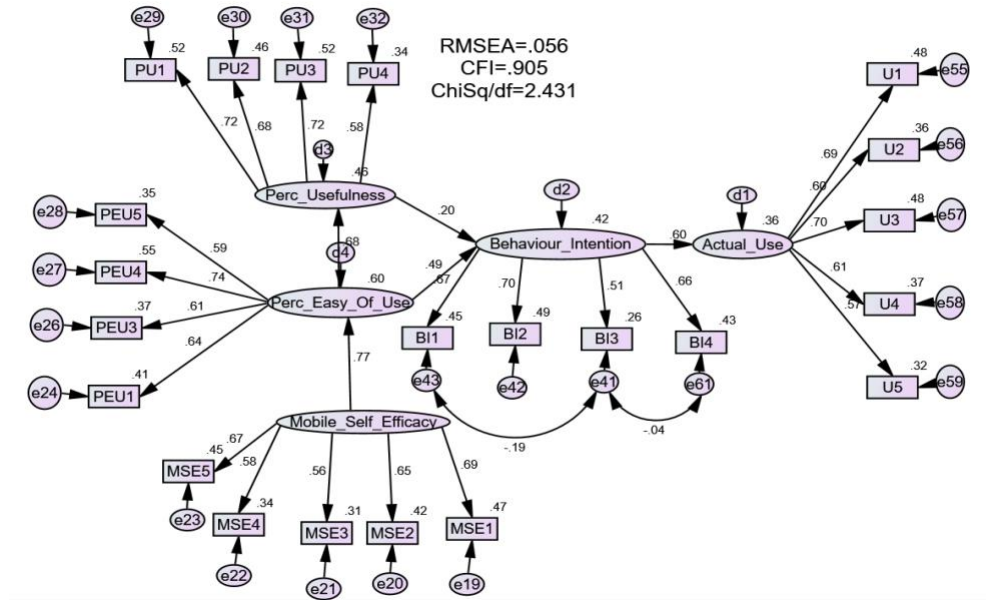 e29
e30
e31
e32
.52
.46
.52
.34
PU1
PU2
PU3
PU4
RMSEA=.056
CFI=.905
ChiSq/df=2.431
.72
.68
.72
.58
d3
.46
Perc_Usefulness
.48
U1
e55
.36
U2
e56
.69
.60
.48
U3
e57
.70
.61
.37
U4
e58
.57
.32
U5
e59
d2
.42
Behaviour_Intention
.60
d1
.36
Actual_Use
.20
.35
e28
PEU5
.59
.55
e27
PEU4
.74
.37
e26
PEU3
.61
.64
.41
e24
PEU1
.68
d4
.60
Perc_Easy_Of_Use
.49
.67
.70
.51
.66
.45
BI1
.49
BI2
.26
BI3
.43
BI4
e43
e42
e41
e61
-.19
-.04
.77
Mobile_Self_Efficacy
.67
.58
.56
.65
.69
.45
MSE5
e23
.34
MSE4
e22
.31
MSE3
e21
.42
MSE2
e20
.47
MSE1
e19